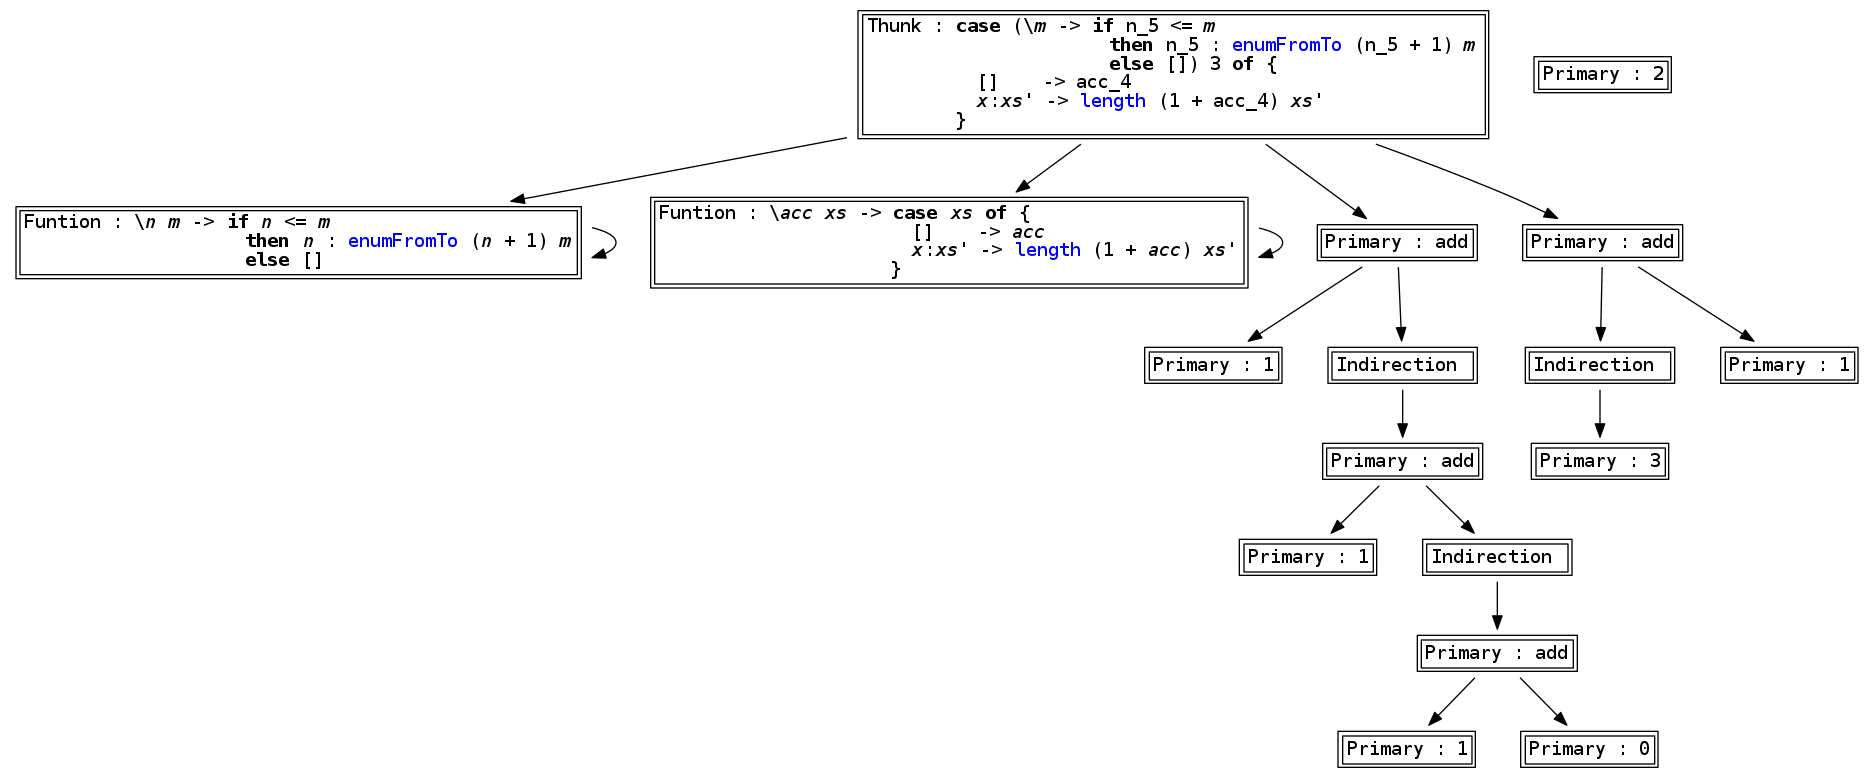 Thunk : case (\m -> if n_5 <= m
then n_5 : enumFromTo (n_5 + 1) m
else []) 3 of {
[]    -> acc_4
x:xs' -> length (1 + acc_4) xs'
}
Primary : 2
Funtion : \n m -> if n <= m
then n : enumFromTo (n + 1) m
else []
Funtion : \acc xs -> case xs of {
[]    -> acc
x:xs' -> length (1 + acc) xs'
}
Primary : add
Primary : add
Primary : 1
Indirection
Indirection
Primary : 1
Primary : add
Primary : 3
Primary : 1
Indirection
Primary : add
Primary : 1
Primary : 0